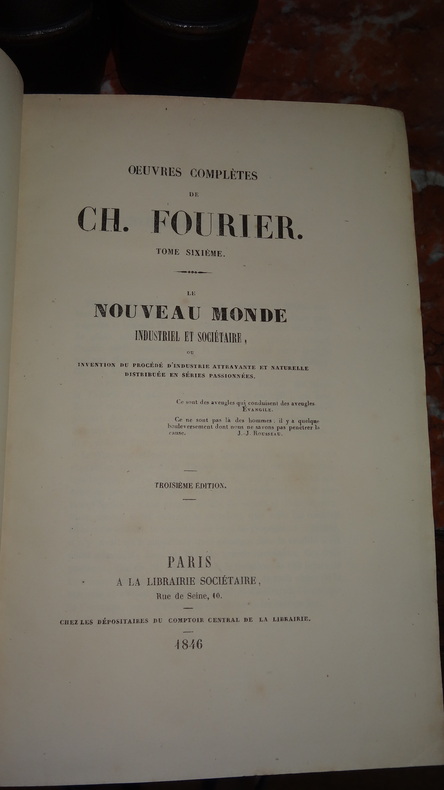 OEUVRES COMPLÈTES
DE
CH. FOURIER.
TOME SIXIÈME.
LE
NOUVEAU MONDE
INDUSTRIEL ET SOCIÉTAIRE,
OU
INVENTION DU PROCÉDÉ D'INDUSTRIE ATTRAYANTE ET NATURELLE
DISTRIBUÉE EN SÉRIES PASSIONNÉES.
Ce sont des aveugles qui conduisent des aveugles
EVANGILE.
Ce ne sont pas là des hommes, il y a quelque
bouleversement dont nous ne savons pas pénétrer la
cause. J. J. ROUSSEAU.
TROISIÈME ÉDITION.
PARIS
A LA LIBRAIRIE SOCIÉTAIRE,
Rue de Seine, 10.
CHEZ LES DÉPOSITAIRES DU COMPTOIR CENTRAL DE LA LIBRAIRIE.
1846